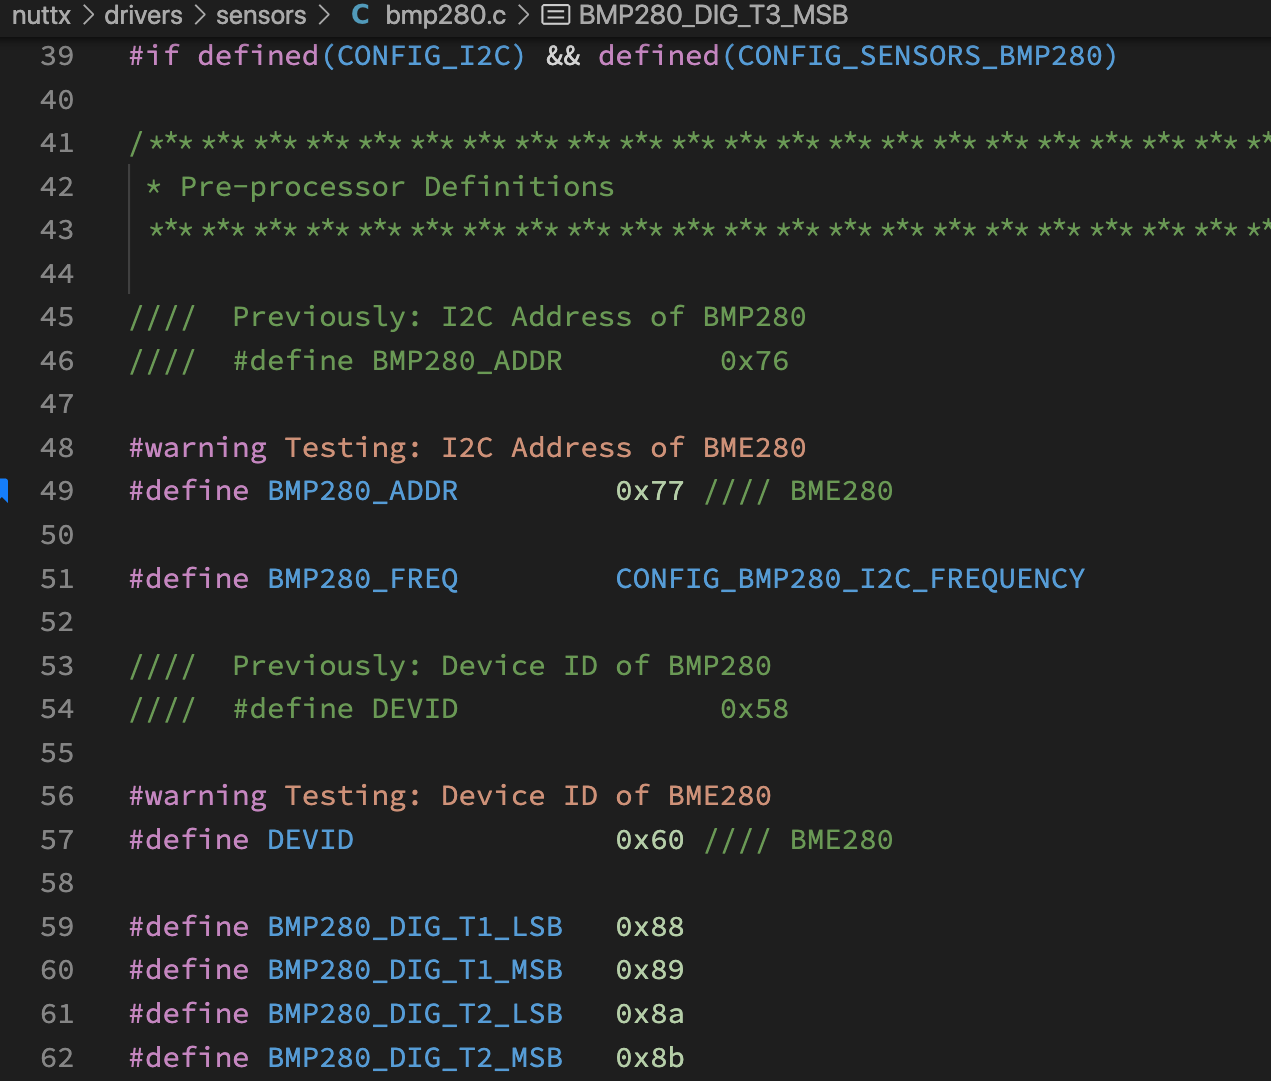 nuttx > drivers > sensors > C bmp280.c > BMP280_DIG_T3_MSB
39 #if defined(CONFIG_I2C) && defined(CONFIG_SENSORS_BMP280)
40
41 /****************************************************************
42 * Pre-processor Definitions
43 ****************************************************************
44
45 //// Previously: I2C Address of BMP280
46 //// #define BMP280_ADDR 0x76
47
48 #warning Testing: I2C Address of BME280
49 #define BMP280_ADDR 0x77 //// BME280
50
51 #define BMP280_FREQ CONFIG_BMP280_I2C_FREQUENCY
52
53 //// Previously: Device ID of BMP280
54 //// #define DEVID 0x58
55
56 #warning Testing: Device ID of BME280
57 #define DEVID 0x60 //// BME280
58
59 #define BMP280_DIG_T1_LSB 0x88
60 #define BMP280_DIG_T1_MSB 0x89
61 #define BMP280_DIG_T2_LSB 0x8a
62 #define BMP280_DIG_T2_MSB 0x8b